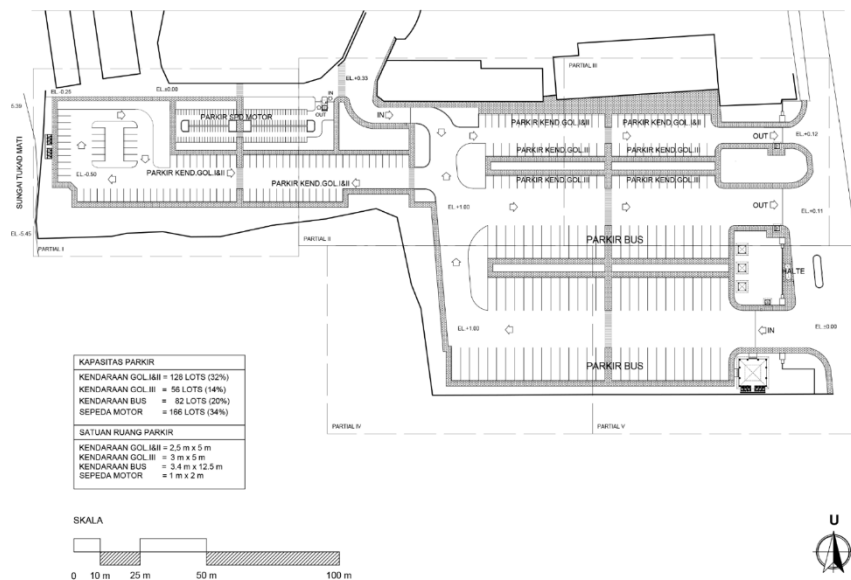 PARTIAL III
EL.+0.33
EL.-0.25
EL.±0.00
IN
OUT
PARKIR SPD.MOTOR
IN
PARKIR KEND.GOL.I&II
PARKIR KEND.GOL.I&II
OUT
EL.+0.12
SUNGAI TUKAD MATI
PARKIR KEND.GOL.III
PARKIR KEND.GOL.III
EL.-0.50
PARKIR KEND.GOL.I&II
PARKIR KEND.GOL.I&II
PARKIR KEND.GOL.III
PARKIR KEND.GOL.III
EL.+1.00
OUT
EL.+0.11
EL.-5.45
PARTIAL I
PARTIAL II
PARKIR BUS
HALTE
EL.+1.00
IN
EL.±0.00
PARKIR BUS
PARTIAL IV
PARTIAL V
KAPASITAS PARKIR
KENDARAAN GOL.I&II = 128 LOTS (32%)
KENDARAAN GOL.III = 56 LOTS (14%)
KENDARAAN BUS = 82 LOTS (20%)
SEPEDA MOTOR = 166 LOTS (34%)
SATUAN RUANG PARKIR
KENDARAAN GOL.I&II = 2,5 m x 5 m
KENDARAAN GOL.III = 3 m x 5 m
KENDARAAN BUS = 3.4 m x 12.5 m
SEPEDA MOTOR = 1 m x 2 m
SKALA
0 10 m 25 m 50 m 100 m
U